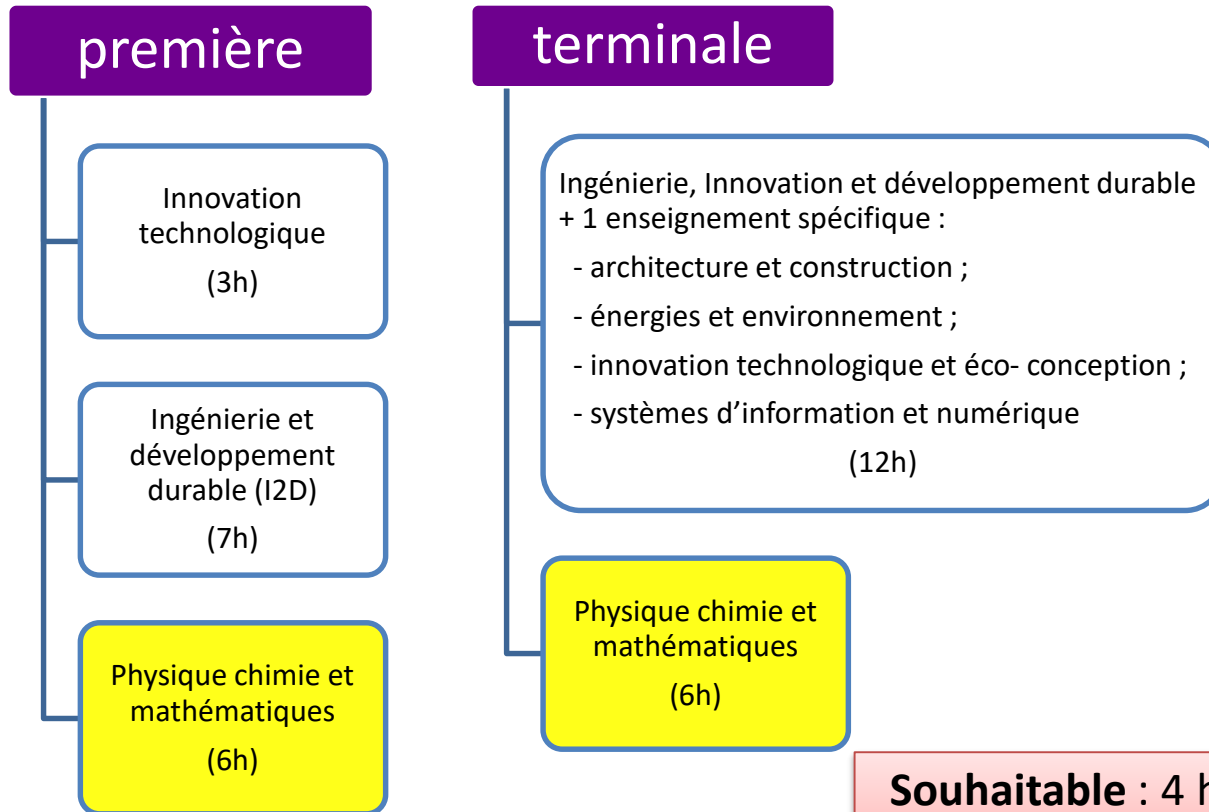 première
Innovation
technologique
(3h)
Ingénierie et
développement
durable (I2D)
(7h)
Physique chimie et
mathématiques
(6h)
terminale
Ingénierie, Innovation et développement durable
+ 1 enseignement spécifique :
- architecture et construction ;
- énergies et environnement ;
- innovation technologique et éco- conception ;
- systèmes d’information et numérique
(12h)
Physique chimie et
mathématiques
(6h)
Souhaitable : 4 h